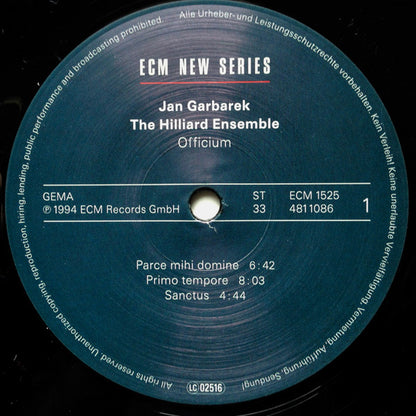 ECM NEW SERIES
Jan Garbarek
The Hilliard Ensemble
Officium
GEMA
℗ 1994 ECM Records GmbH
ST
33
ECM 1525
481 1086
1
Parce mihi domine 6:42
Primo tempore 8:03
Sanctus 4:44
LC 02516
Alle Urheber- und Leistungsschutzrechte vorbehalten. Kein Verleih! Keine unerlaubte Vervielfältigung, Vermietung, Aufführung, Sendung!
All rights reserved. Unauthorized copying, reproduction, hiring, lending, public performance and broadcasting prohibited.